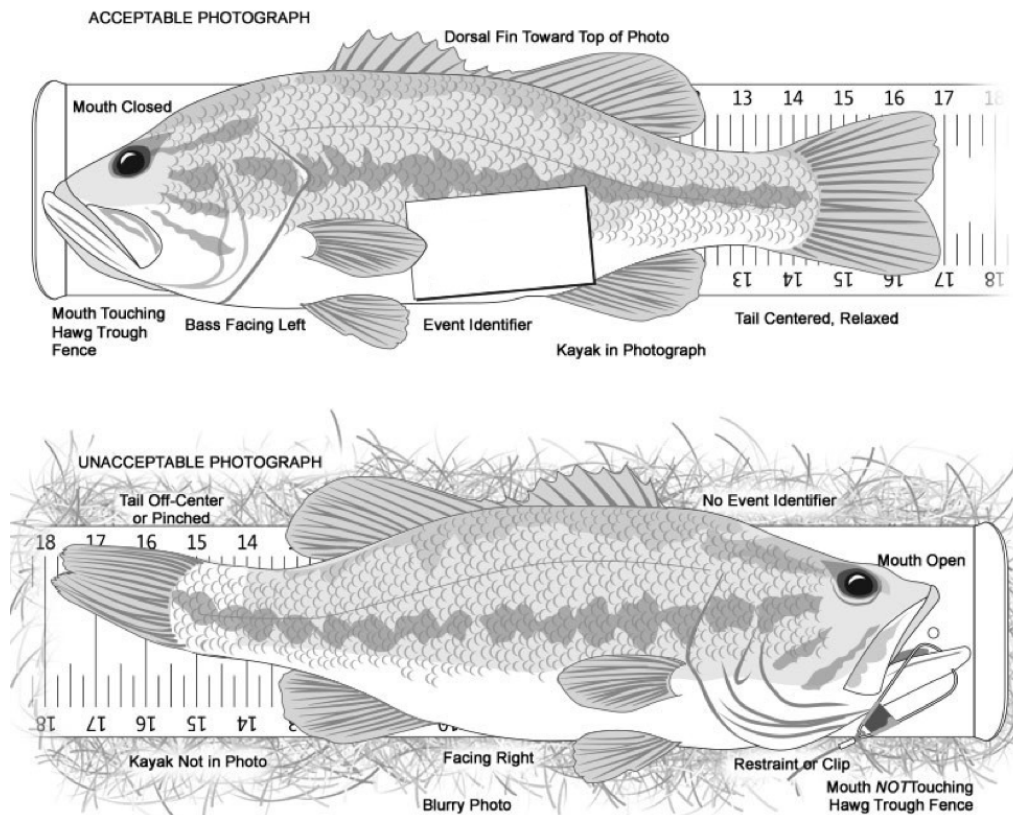 ACCEPTABLE PHOTOGRAPH
Dorsal Fin Toward Top of Photo
Mouth Closed
13 14 15 16 17 18
13 14 15 16 17 18
Mouth Touching
Hawg Trough
Fence
Bass Facing Left
Event Identifier
Tail Centered, Relaxed
Kayak in Photograph
UNACCEPTABLE PHOTOGRAPH
Tail Off-Center
or Pinched
No Event Identifier
18 17 16 15 14
Mouth Open
18 17 16 15 14
Kayak Not in Photo
Facing Right
Restraint or Clip
Blurry Photo
Mouth NOT Touching
Hawg Trough Fence